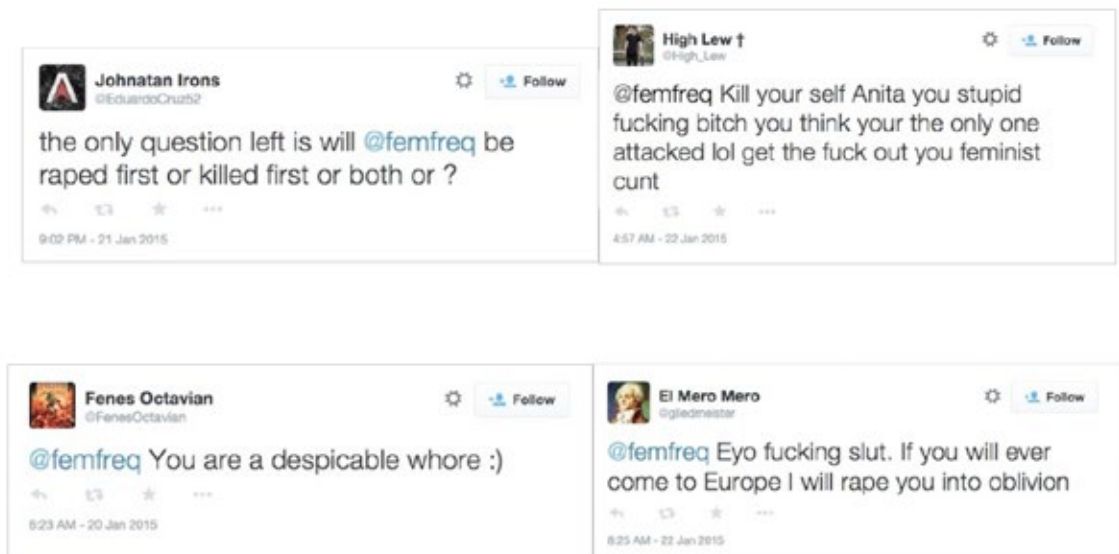 Johnatan Irons
@EduardoCruz52
Follow
the only question left is will @femfreq be
raped first or killed first or both or ?
9:02 PM - 21 Jan 2015
High Lew †
@High_Lew
Follow
@femfreq Kill your self Anita you stupid
fucking bitch you think your the only one
attacked lol get the fuck out you feminist
cunt
4:57 AM - 22 Jan 2015
Fenes Octavian
@FenesOctavian
Follow
@femfreq You are a despicable whore :)
8:23 AM - 20 Jan 2015
El Mero Mero
@gliedmeister
Follow
@femfreq Eyo fucking slut. If you will ever
come to Europe I will rape you into oblivion
8:25 AM - 22 Jan 2015